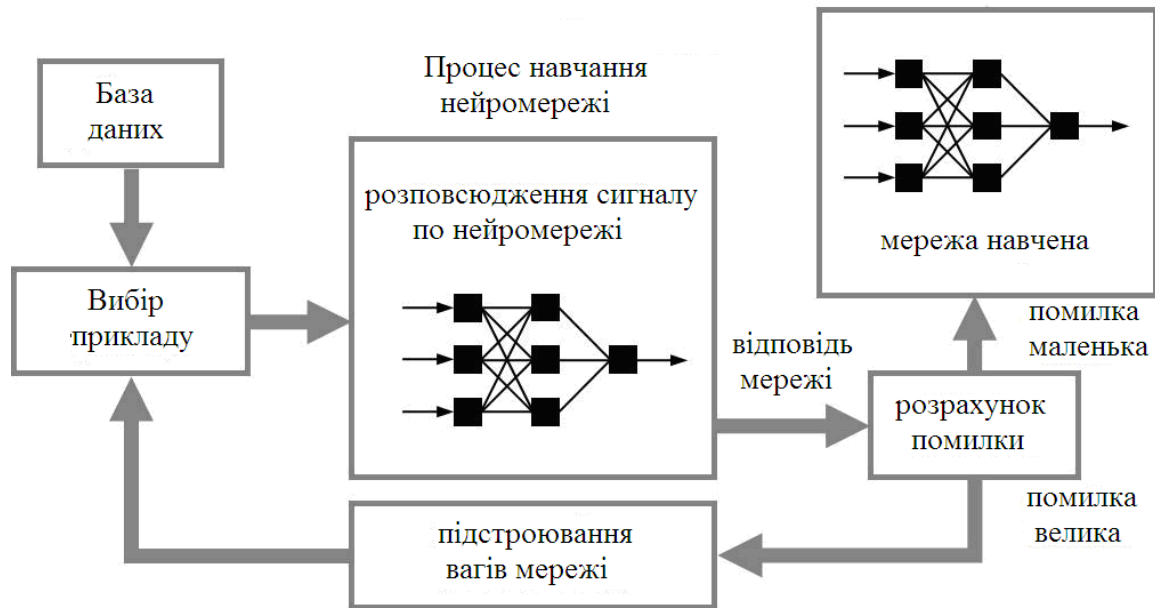 Процес навчання
нейромережі
База
даних
Вибір
прикладу
розповсюдження сигналу
по нейромережі
відповідь
мережі
розрахунок
помилки
помилка
маленька
мережа навчена
помилка
велика
підстроювання
вагів мережі